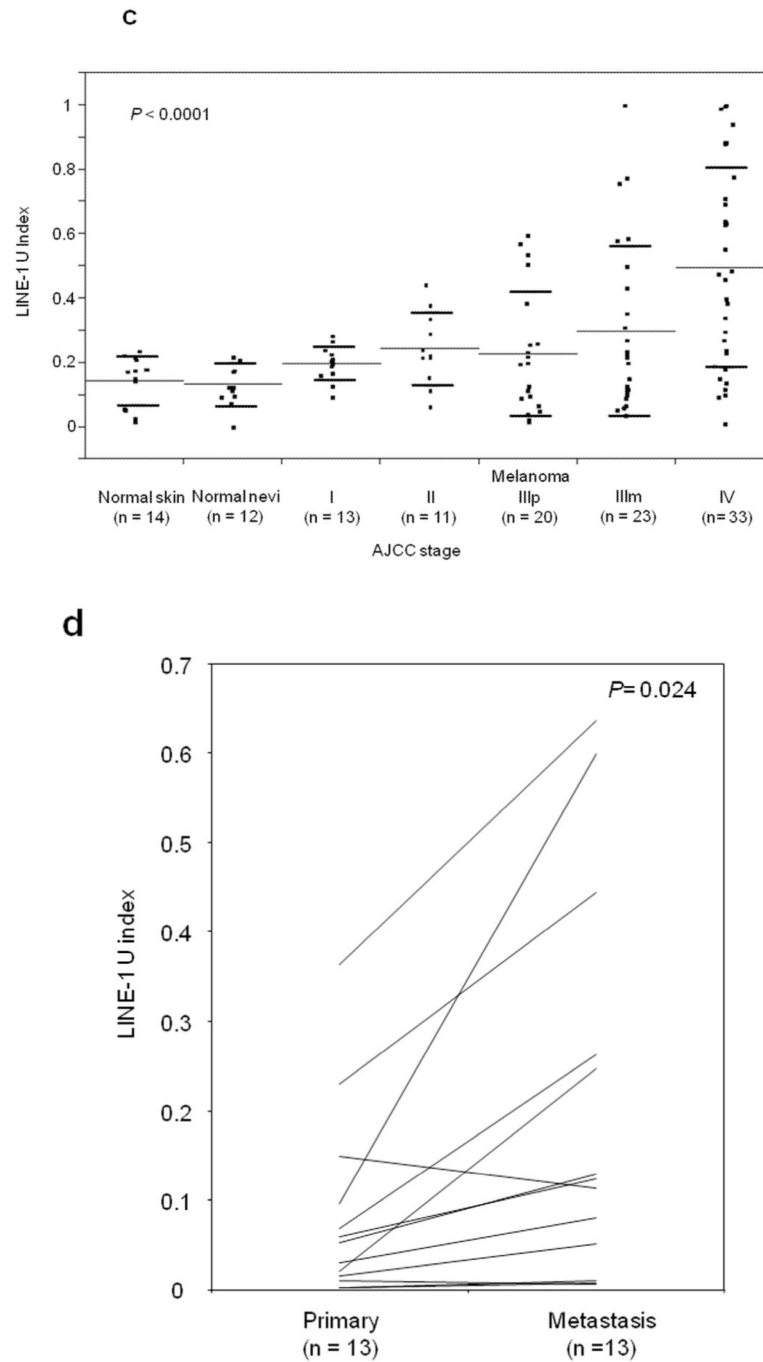 c
P < 0.0001
LINE-1 U Index
1
0.8
0.6
0.4
0.2
0
Melanoma
Normal skin Normal nevi I II IIIp IIIm IV
(n = 14) (n = 12) (n = 13) (n = 11) (n = 20) (n = 23) (n= 33)
AJCC stage
d
P= 0.024
LINE-1 U index
0.7
0.6
0.5
0.4
0.3
0.2
0.1
0
Primary Metastasis
(n = 13) (n =13)